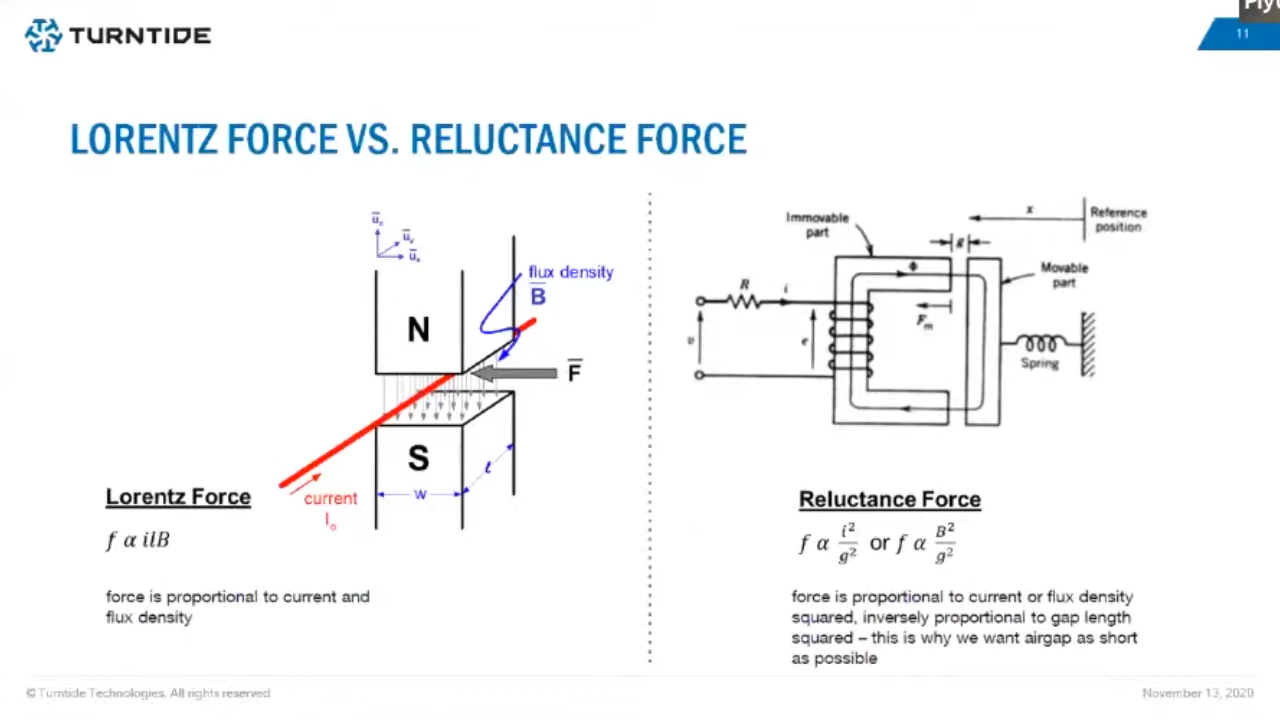 Piyu
TURNTIDE
11
LORENTZ FORCE VS. RELUCTANCE FORCE
u̅z
u̅y
u̅x
flux density
B̅
N
F̅
S
ℓ
w
current
I₀
Lorentz Force
f α ilB
force is proportional to current and
flux density
Immovable
part
x
Reference
position
g
Φ
Movable
part
R
i
Fm
v
e
Spring
Reluctance Force
f α i²/g² or f α B²/g²
force is proportional to current or flux density
squared, inversely proportional to gap length
squared – this is why we want airgap as short
as possible
© Turntide Technologies. All rights reserved
November 13, 2020